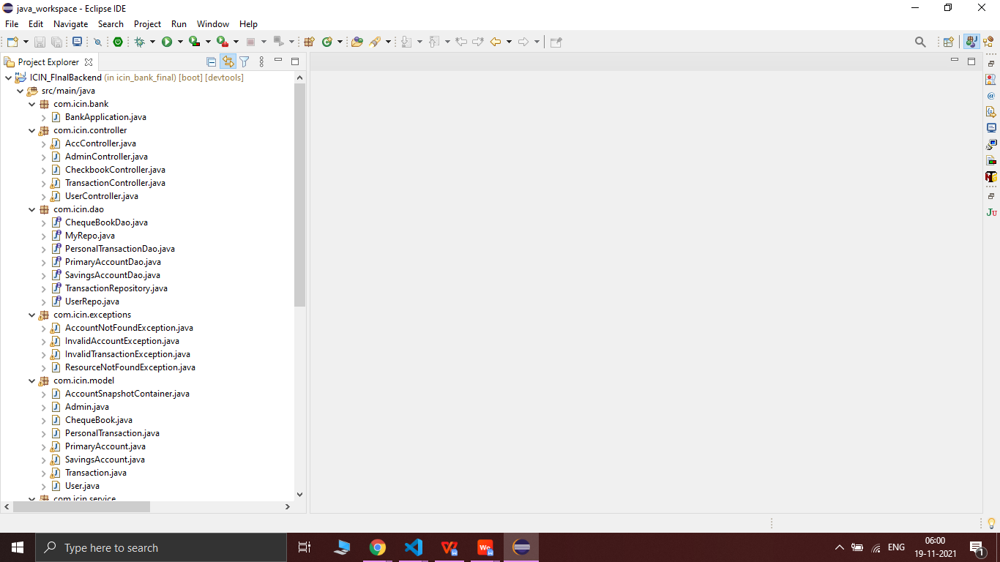 java_workspace - Eclipse IDE
File Edit Navigate Search Project Run Window Help
Project Explorer
ICIN_FInalBackend (in icin_bank_final) [boot] [devtools]
src/main/java
com.icin.bank
BankApplication.java
com.icin.controller
AccController.java
AdminController.java
CheckbookController.java
TransactionController.java
UserController.java
com.icin.dao
ChequeBookDao.java
MyRepo.java
PersonalTransactionDao.java
PrimaryAccountDao.java
SavingsAccountDao.java
TransactionRepository.java
UserRepo.java
com.icin.exceptions
AccountNotFoundException.java
InvalidAccountException.java
InvalidTransactionException.java
ResourceNotFoundException.java
com.icin.model
AccountSnapshotContainer.java
Admin.java
ChequeBook.java
PersonalTransaction.java
PrimaryAccount.java
SavingsAccount.java
Transaction.java
User.java
com.icin.service
Type here to search
ENG
06:00
19-11-2021
1